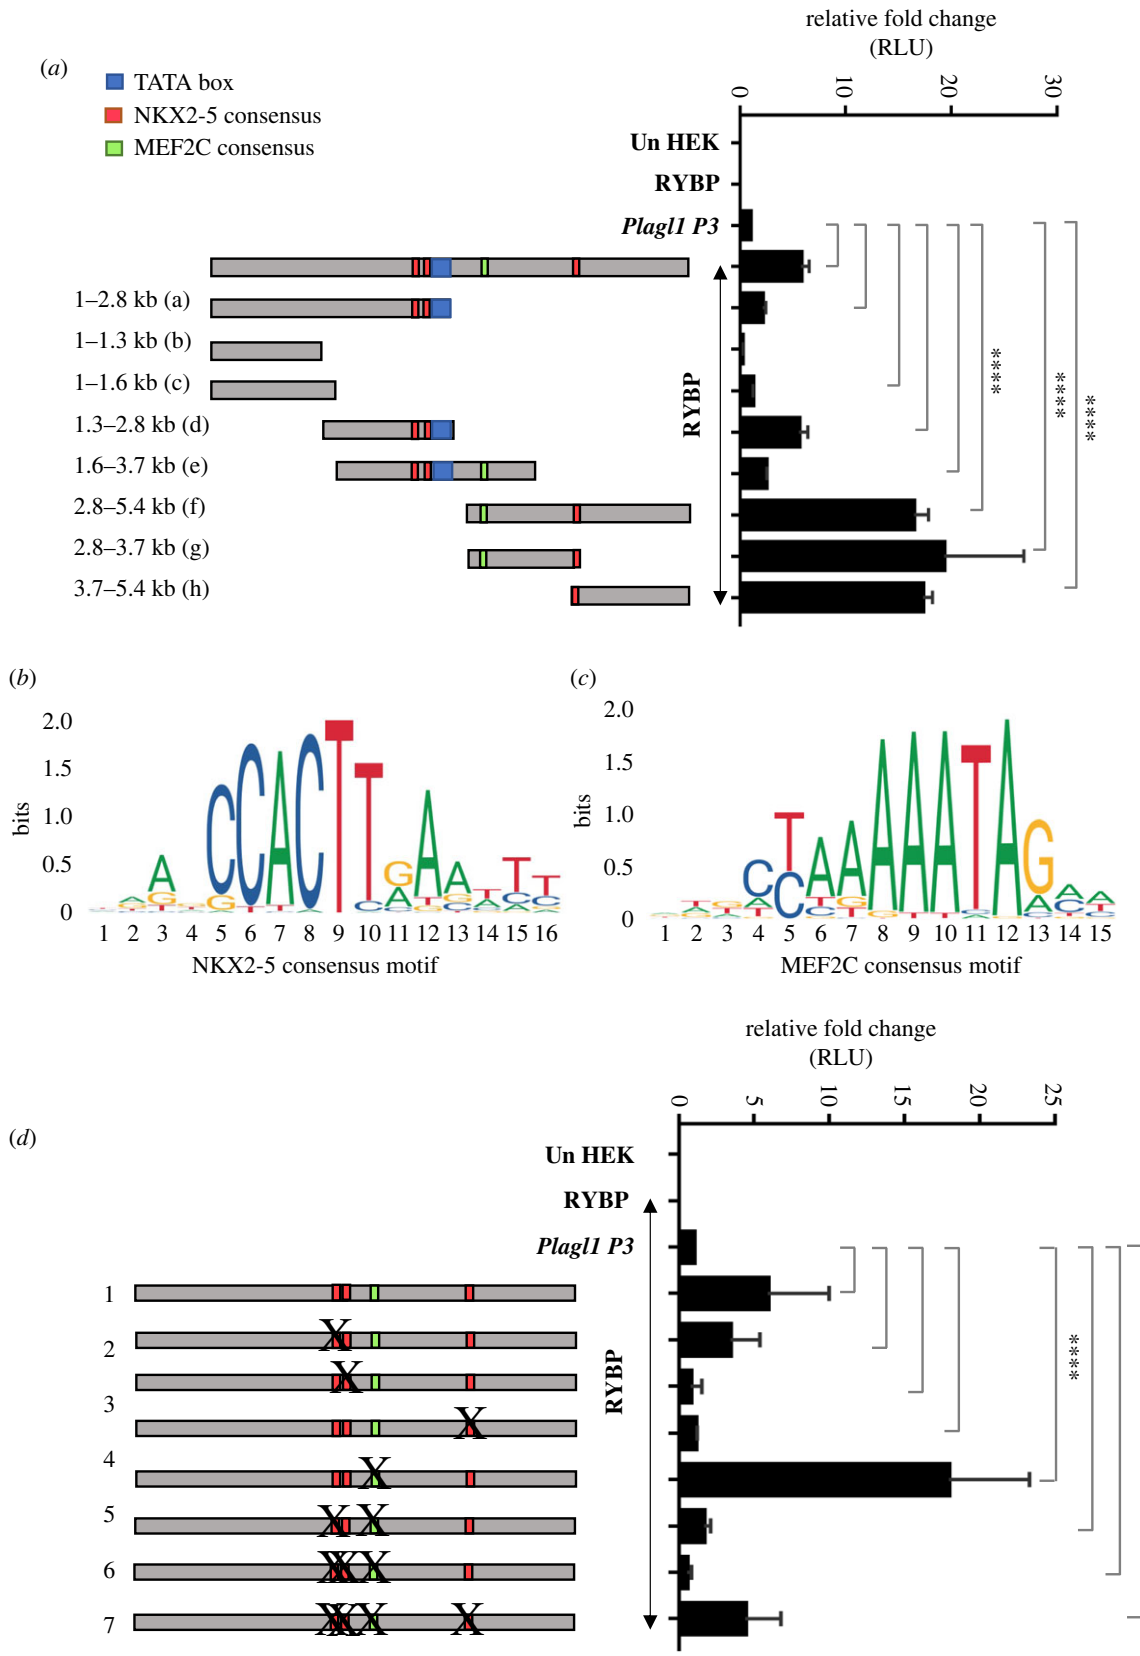 relative fold change
(RLU)
(a)
TATA box
NKX2-5 consensus
MEF2C consensus
0
10
20
30
Un HEK
RYBP
Plagl1 P3
1–2.8 kb (a)
1–1.3 kb (b)
1–1.6 kb (c)
1.3–2.8 kb (d)
1.6–3.7 kb (e)
2.8–5.4 kb (f)
2.8–3.7 kb (g)
3.7–5.4 kb (h)
RYBP
****
****
****
(b)
bits
2.0
1.5
1.0
0.5
0
CCACTTGAATT
1 2 3 4 5 6 7 8 9 10 11 12 13 14 15 16
NKX2-5 consensus motif
(c)
bits
2.0
1.5
1.0
0.5
0
CTAAAAATAG
1 2 3 4 5 6 7 8 9 10 11 12 13 14 15
MEF2C consensus motif
(d)
relative fold change
(RLU)
0
5
10
15
20
25
Un HEK
RYBP
Plagl1 P3
1
2
X
X
3
X
4
X
5
X X
6
XXX
7
XXX X
RYBP
****